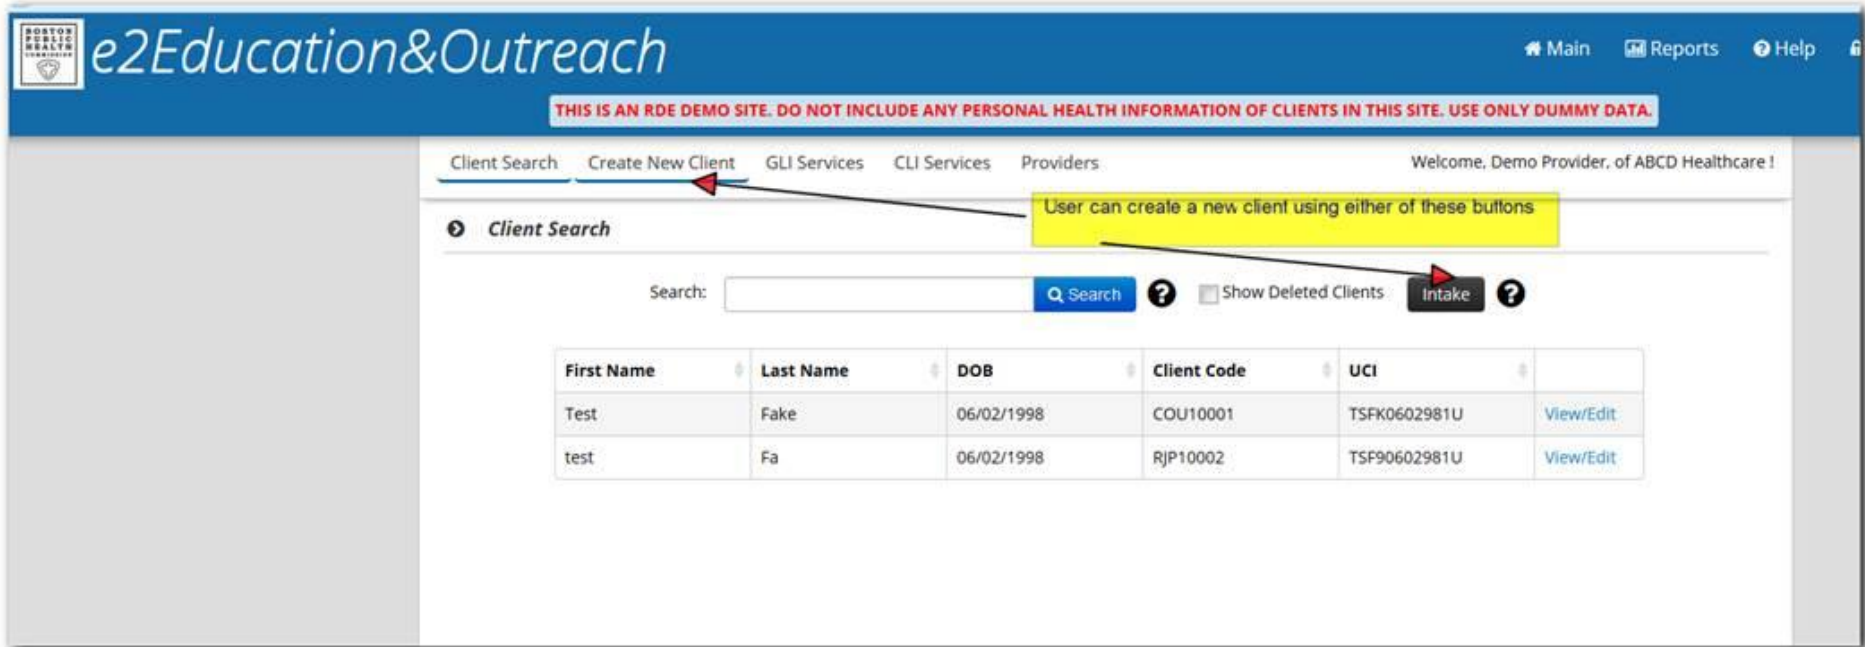 BOSTON
PUBLIC
HEALTH
COMMISSION
e2Education&Outreach
Main Reports Help
THIS IS AN RDE DEMO SITE. DO NOT INCLUDE ANY PERSONAL HEALTH INFORMATION OF CLIENTS IN THIS SITE. USE ONLY DUMMY DATA.
Client Search Create New Client GLI Services CLI Services Providers Welcome, Demo Provider, of ABCD Healthcare !
User can create a new client using either of these buttons
Client Search
Search: Search ? Show Deleted Clients Intake ?
First Name Last Name DOB Client Code UCI
Test Fake 06/02/1998 COU10001 TSFK0602981U View/Edit
test Fa 06/02/1998 RJP10002 TSF90602981U View/Edit